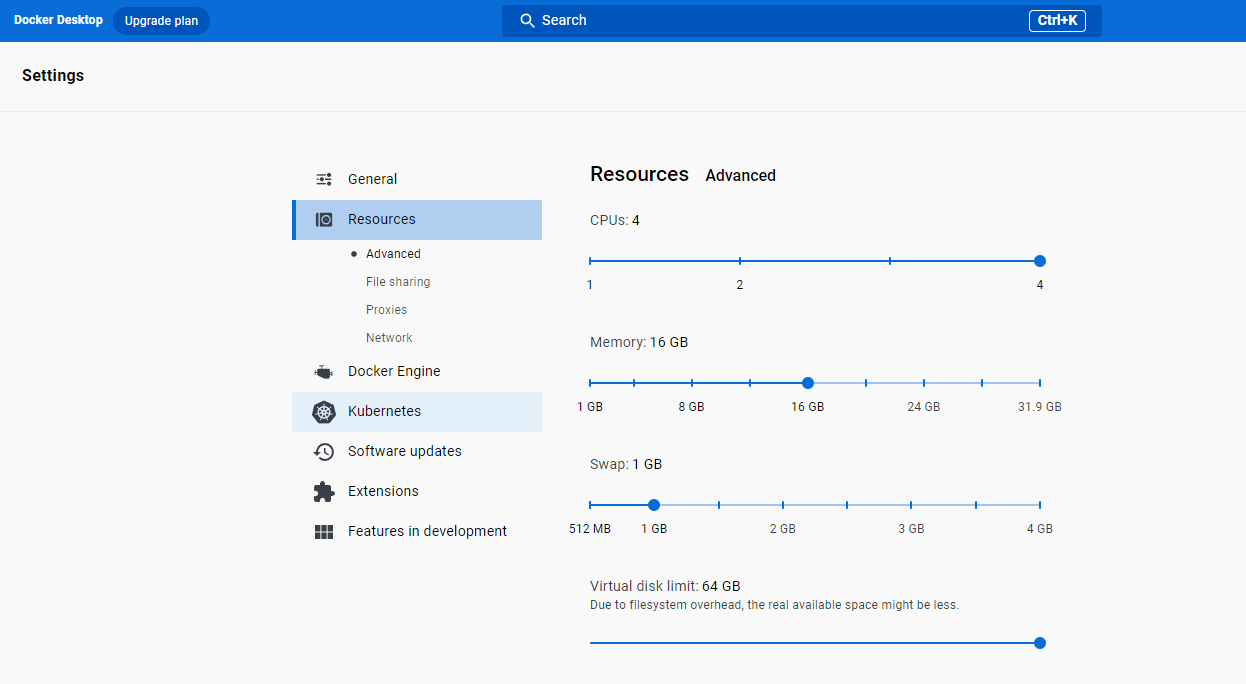 Docker Desktop Upgrade plan Search Ctrl+K
Settings
General
Resources
Advanced
File sharing
Proxies
Network
Docker Engine
Kubernetes
Software updates
Extensions
Features in development
Resources Advanced
CPUs: 4
1 2 4
Memory: 16 GB
1 GB 8 GB 16 GB 24 GB 31.9 GB
Swap: 1 GB
512 MB 1 GB 2 GB 3 GB 4 GB
Virtual disk limit: 64 GB
Due to filesystem overhead, the real available space might be less.